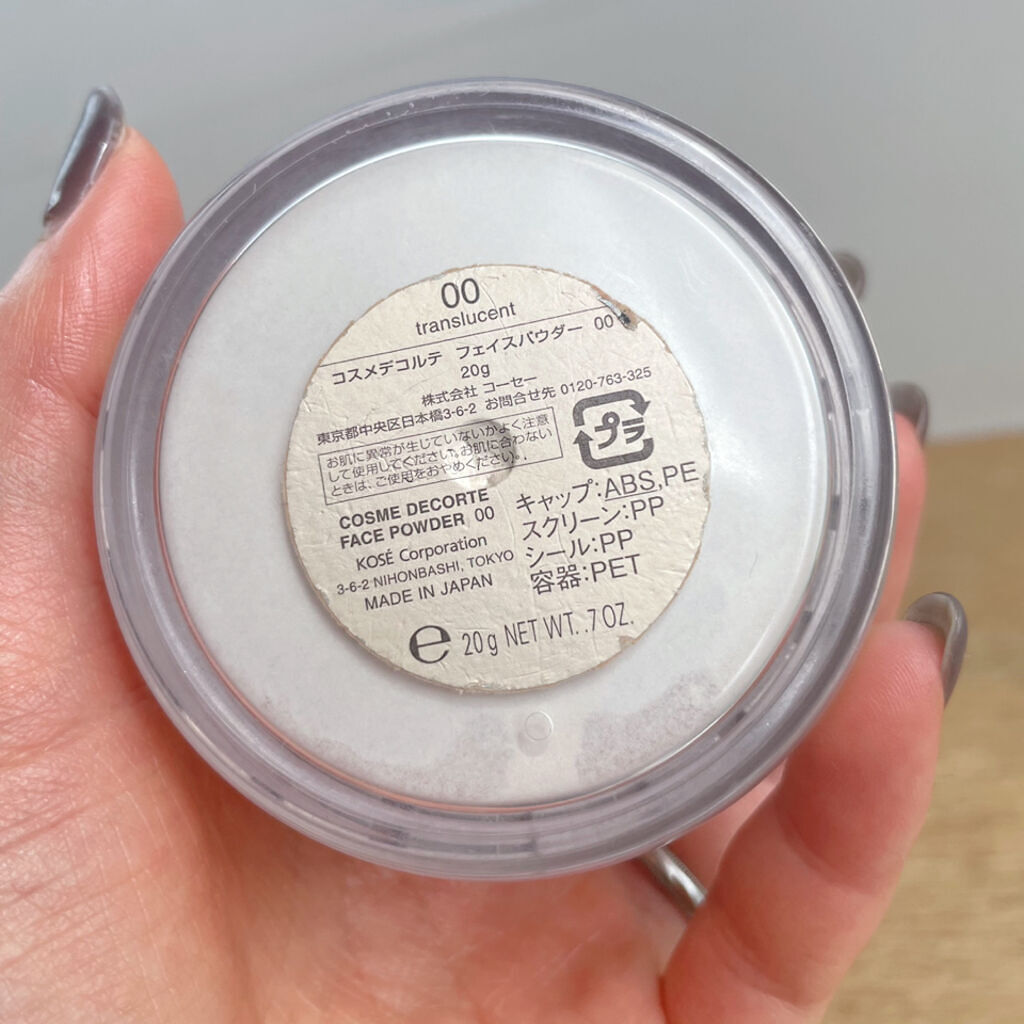 00
translucent
コスメデコルテ フェイスパウダー 00
20g
株式会社 コーセー
東京都中央区日本橋3-6-2 お問合せ先 0120-763-325
お肌に異常が生じていないかよく注意
して使用してください。お肌に合わない
ときは、ご使用をおやめください。
プラ
キャップ:ABS,PE
スクリーン:PP
シール:PP
容器:PET
COSME DECORTE
FACE POWDER 00
KOSÉ Corporation
3-6-2 NIHONBASHI, TOKYO
MADE IN JAPAN
℮ 20g NET WT. .7 OZ.